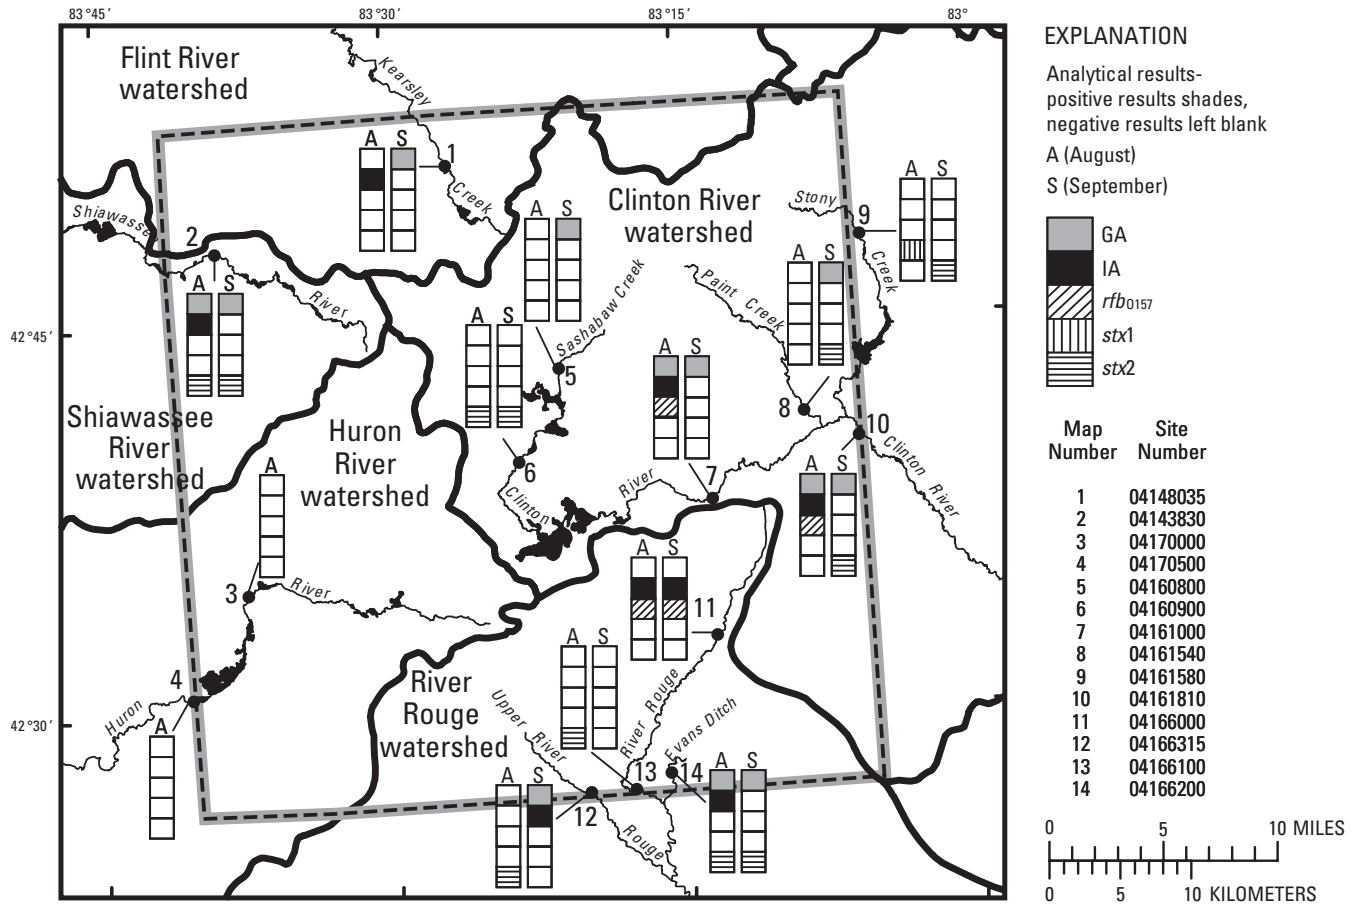 83°45′ 83°30′ 83°15′ 83°
Flint River
watershed
Kearsley
A S
1
Creek
Clinton River
watershed
Stony
A S
9
Creek
Shiawasse
2
A S
River
A S
Sashabaw Creek
5
A S
Paint Creek
8
A S
6
Clinton
River
A S
7
10
Clinton
River
A S
42°45′
Shiawassee
River
watershed
Huron
River
watershed
A
3
River
A S
11
42°30′
4
Huron
A
River
Rouge
watershed
Upper River
A S
River Rouge
Evans Ditch
13
14
A S
A S
12
Rouge
EXPLANATION
Analytical results-
positive results shades,
negative results left blank
A (August)
S (September)
GA
IA
rfb0157
stx1
stx2
Map Site
Number Number
1 04148035
2 04143830
3 04170000
4 04170500
5 04160800
6 04160900
7 04161000
8 04161540
9 04161580
10 04161810
11 04166000
12 04166315
13 04166100
14 04166200
0 5 10 MILES
0 5 10 KILOMETERS